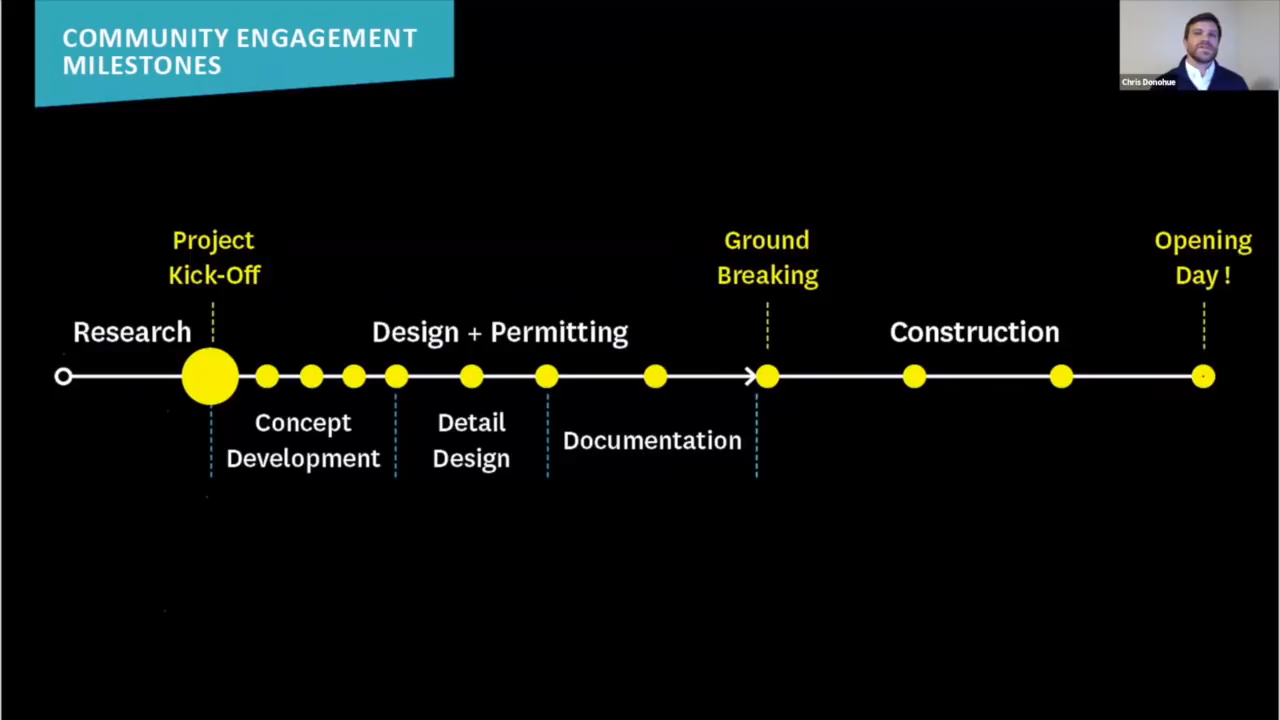 COMMUNITY ENGAGEMENT
MILESTONES
Chris Donohue
Project
Kick-Off
Ground
Breaking
Opening
Day !
Research
Design + Permitting
Construction
Concept
Development
Detail
Design
Documentation